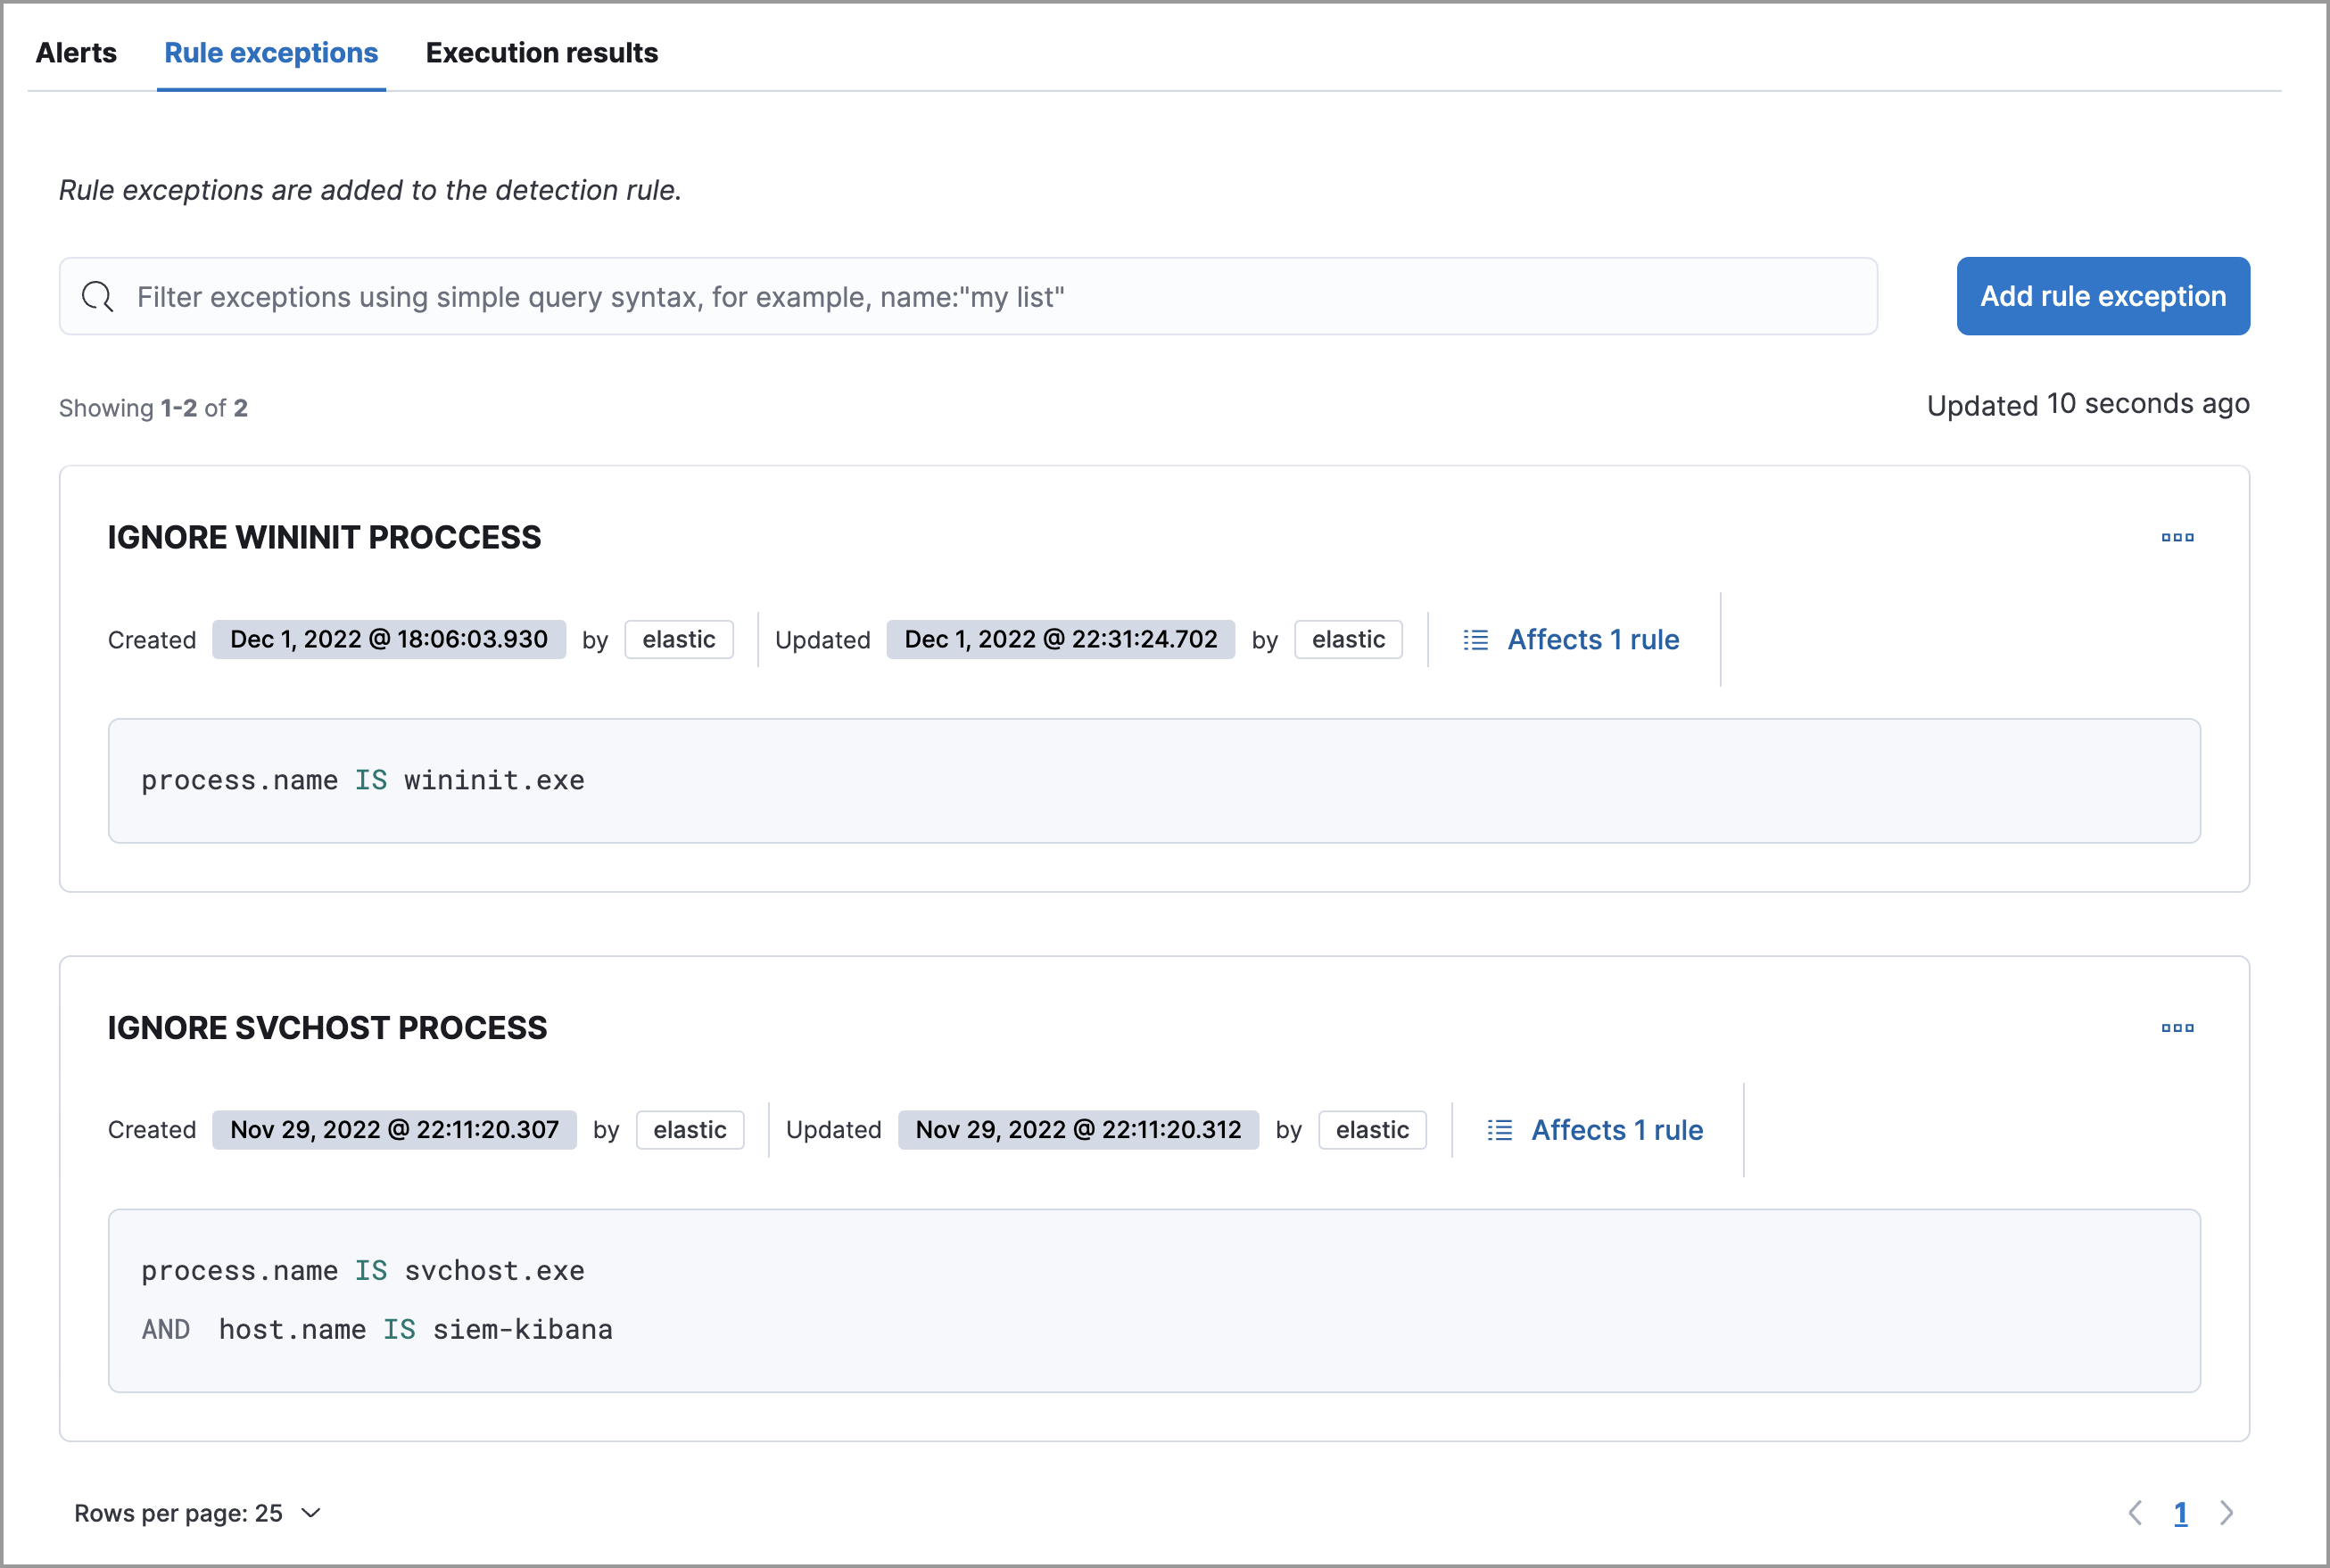 Alerts Rule exceptions Execution results
Rule exceptions are added to the detection rule.
Filter exceptions using simple query syntax, for example, name:"my list"
Add rule exception
Showing 1-2 of 2
Updated 10 seconds ago
IGNORE WININIT PROCCESS
Created Dec 1, 2022 @ 18:06:03.930 by elastic Updated Dec 1, 2022 @ 22:31:24.702 by elastic Affects 1 rule
process.name IS wininit.exe
IGNORE SVCHOST PROCESS
Created Nov 29, 2022 @ 22:11:20.307 by elastic Updated Nov 29, 2022 @ 22:11:20.312 by elastic Affects 1 rule
process.name IS svchost.exe
AND host.name IS siem-kibana
Rows per page: 25
1